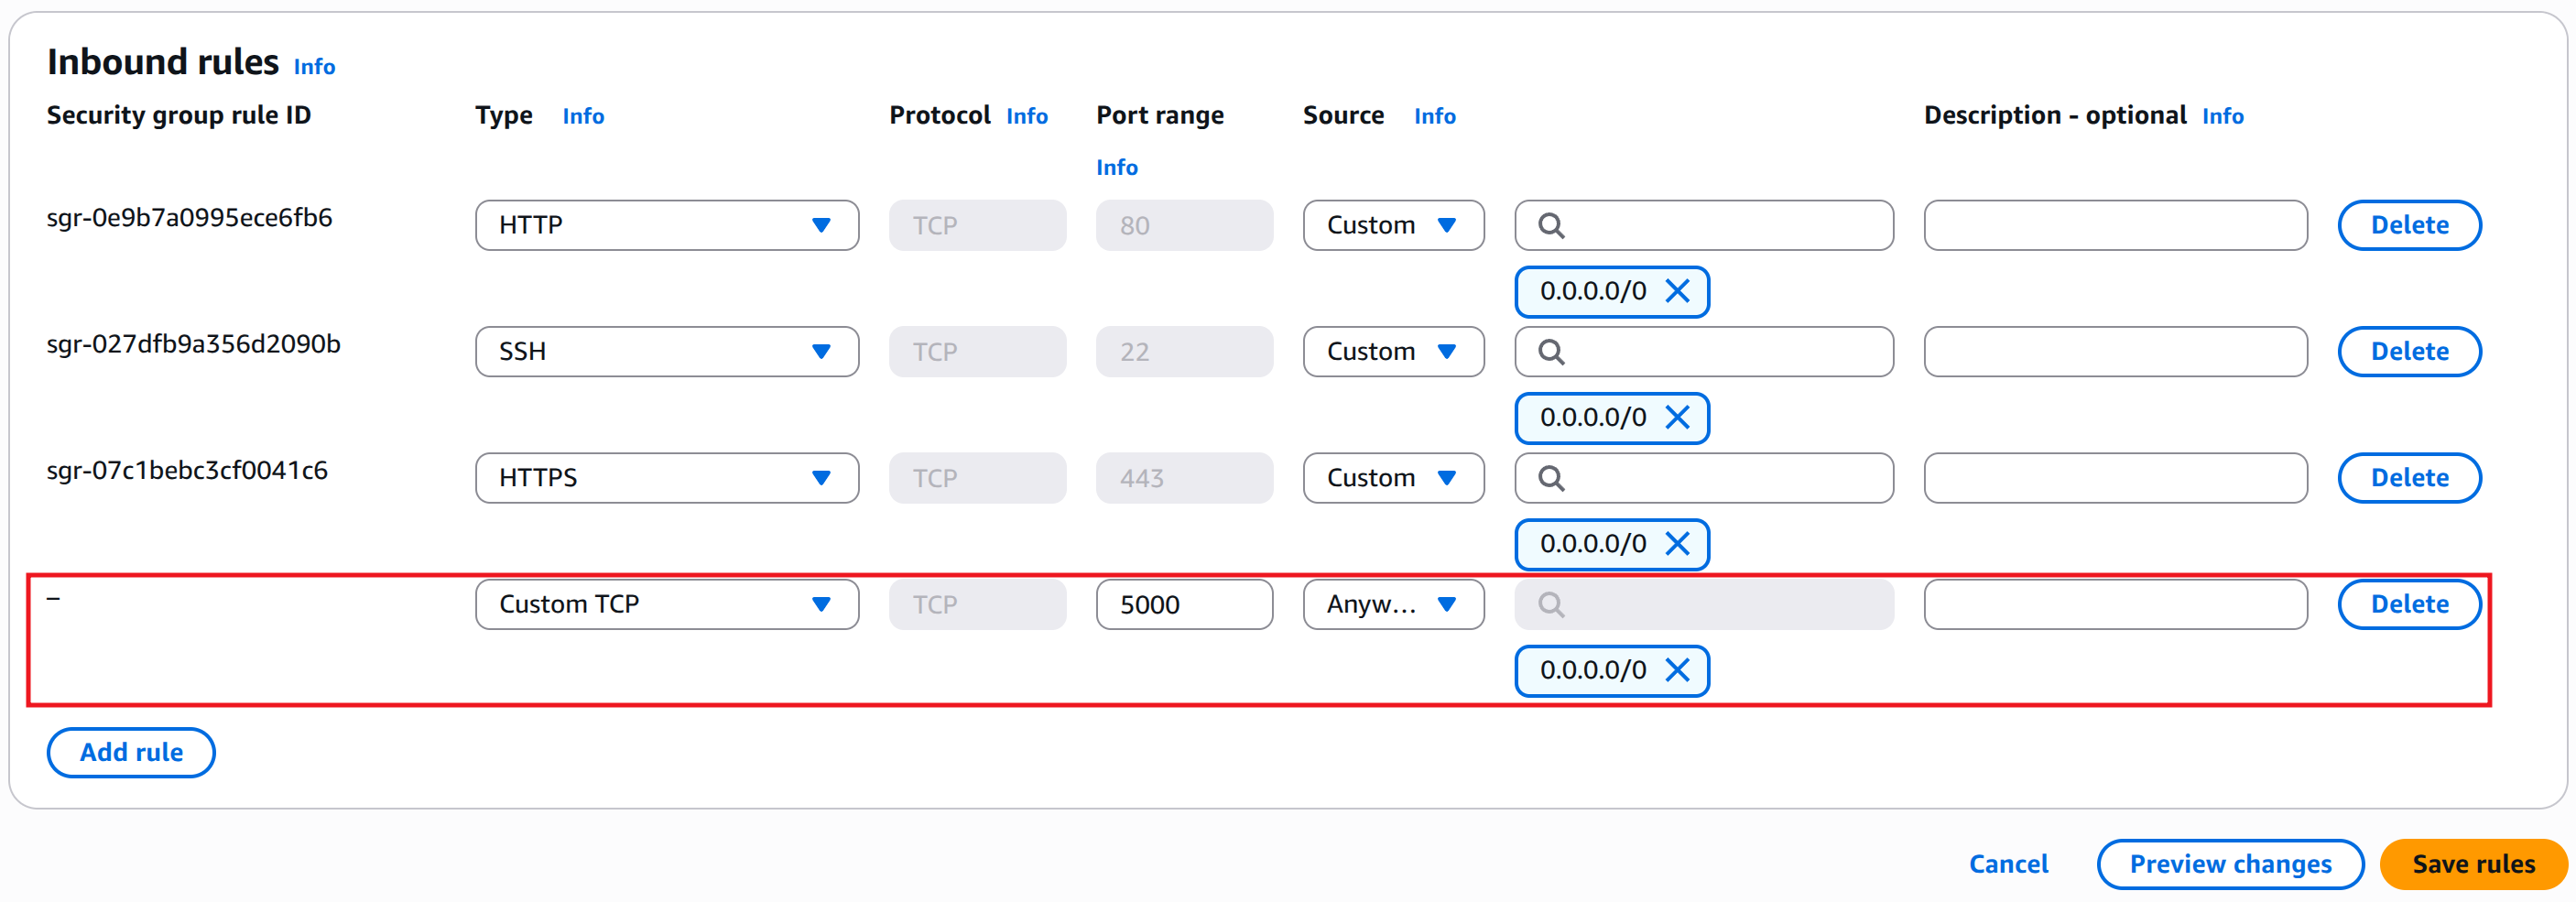 Inbound rules Info
Security group rule ID Type Info Protocol Info Port range Info Source Info Description - optional Info
sgr-0e9b7a0995ece6fb6 HTTP TCP 80 Custom Delete
0.0.0.0/0
sgr-027dfb9a356d2090b SSH TCP 22 Custom Delete
0.0.0.0/0
sgr-07c1bebc3cf0041c6 HTTPS TCP 443 Custom Delete
0.0.0.0/0
– Custom TCP TCP 5000 Anyw... Delete
0.0.0.0/0
Add rule
Cancel Preview changes Save rules